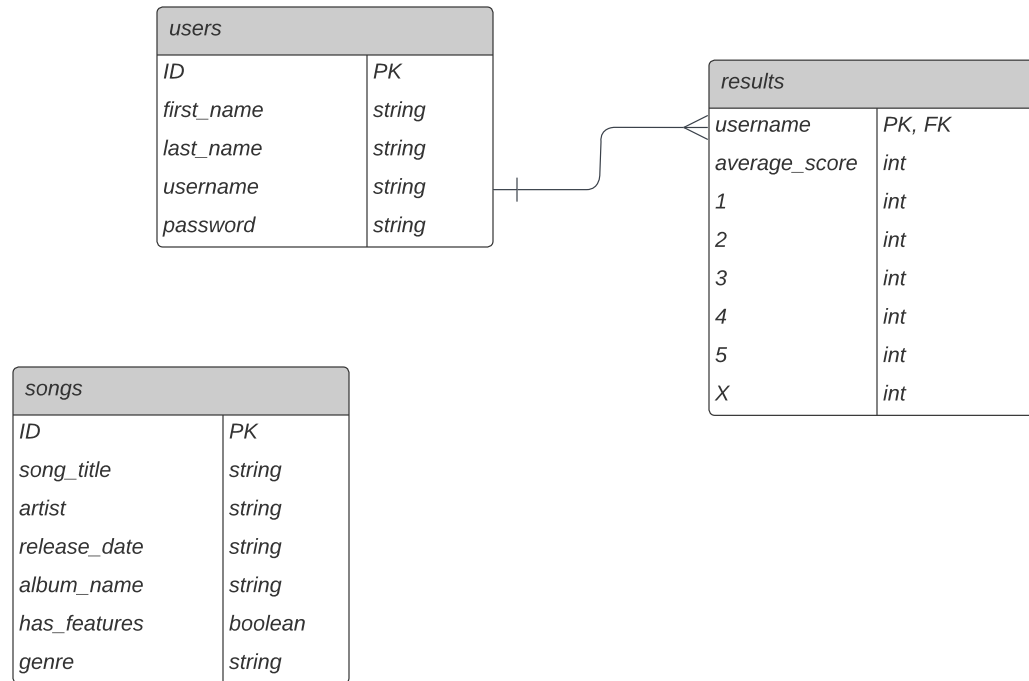 users
ID PK
first_name string
last_name string
username string
password string
results
username PK, FK
average_score int
1 int
2 int
3 int
4 int
5 int
X int
songs
ID PK
song_title string
artist string
release_date string
album_name string
has_features boolean
genre string